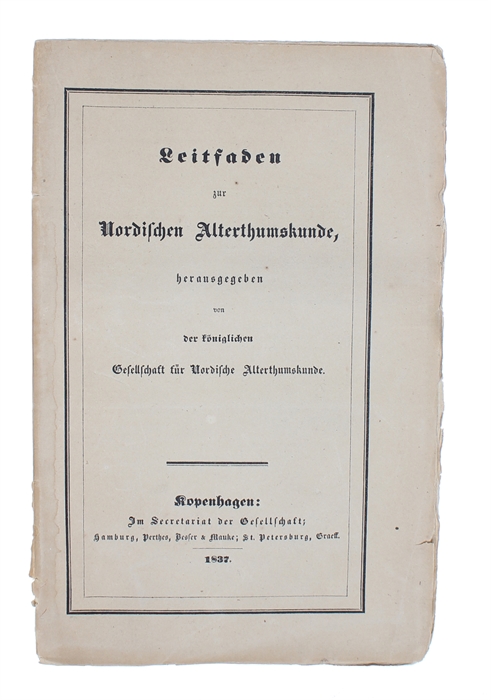 Leitfaden
zur
Nordischen Alterthumskunde,
herausgegeben
von
der königlichen
Gesellschaft für Nordische Alterthumskunde.
Kopenhagen:
Im Secretariat der Gesellschaft;
Hamburg, Perthes, Besser & Mauke; St. Petersburg, Graeff.
1837.